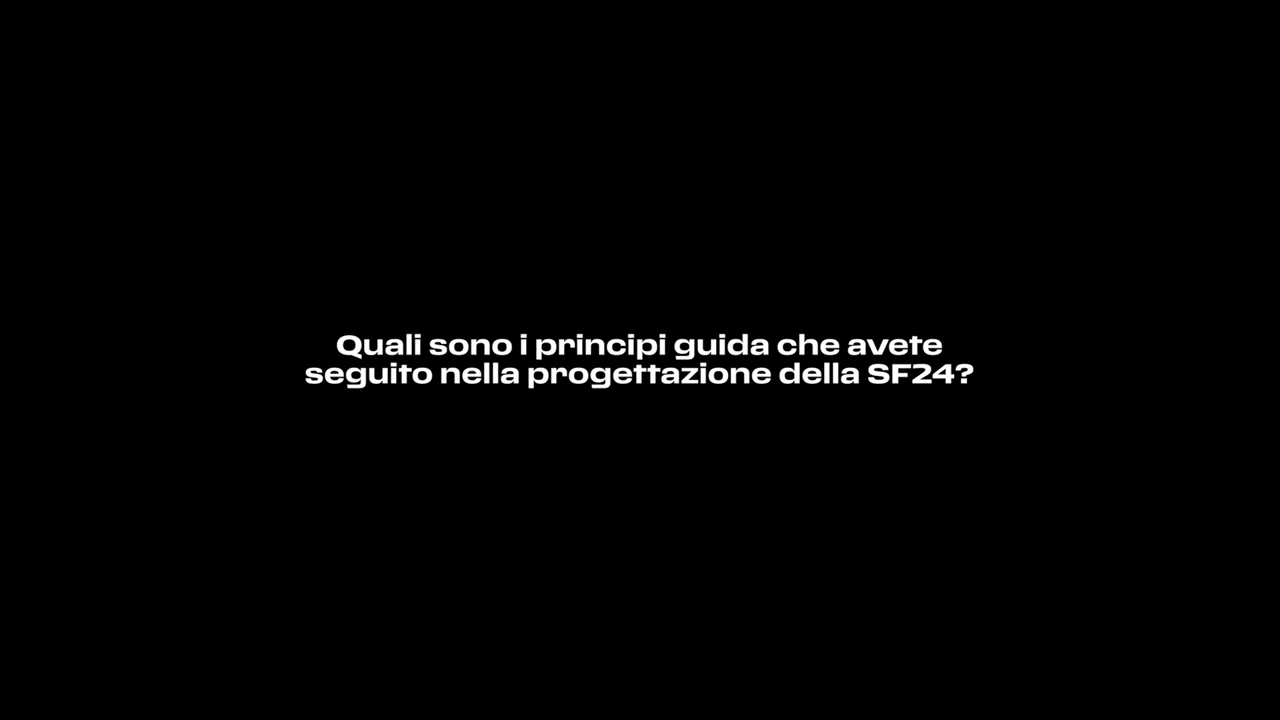 Quali sono i principi guida che avete
seguito nella progettazione della SF24?